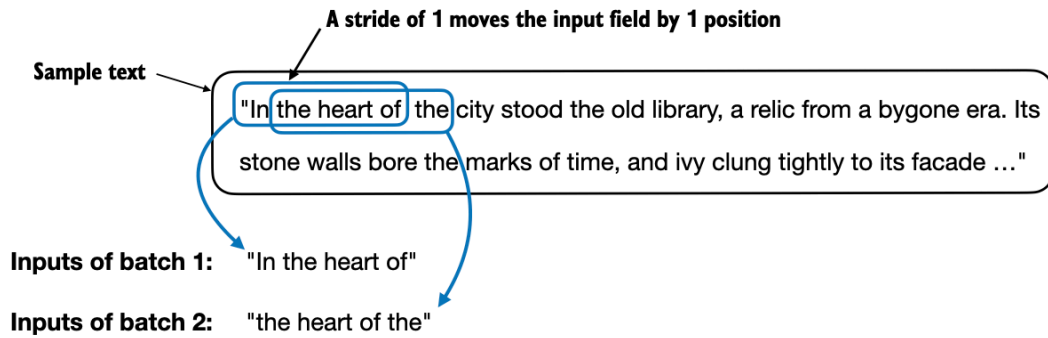 A stride of 1 moves the input field by 1 position
Sample text
"In the heart of the city stood the old library, a relic from a bygone era. Its
stone walls bore the marks of time, and ivy clung tightly to its facade ..."
Inputs of batch 1: "In the heart of"
Inputs of batch 2: "the heart of the"